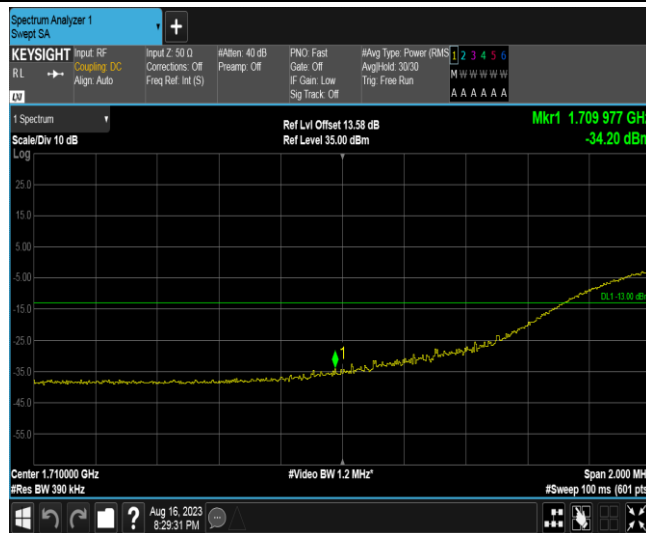 Spectrum Analyzer 1
Swept SA
+
KEYSIGHT
RL
Input: RF
Coupling: DC
Align: Auto
Input Z: 50 Ω
Corrections: Off
Freq Ref: Int (S)
#Atten: 40 dB
Preamp: Off
PNO: Fast
Gate: Off
IF Gain: Low
Sig Track: Off
#Avg Type: Power (RMS
Avg|Hold: 30/30
Trig: Free Run
1 2 3 4 5 6
M W W W W W
A A A A A A
1 Spectrum
Scale/Div 10 dB
Ref Lvl Offset 13.58 dB
Ref Level 35.00 dBm
Mkr1 1.709 977 GHz
-34.20 dBm
Log
25.0
15.0
5.00
-5.00
-15.0
-25.0
-35.0
-45.0
-55.0
DL1 -13.00 dBm
1
Center 1.710000 GHz
#Res BW 390 kHz
#Video BW 1.2 MHz*
Span 2.000 MH
#Sweep 100 ms (601 pts
?
Aug 16, 2023
8:29:31 PM